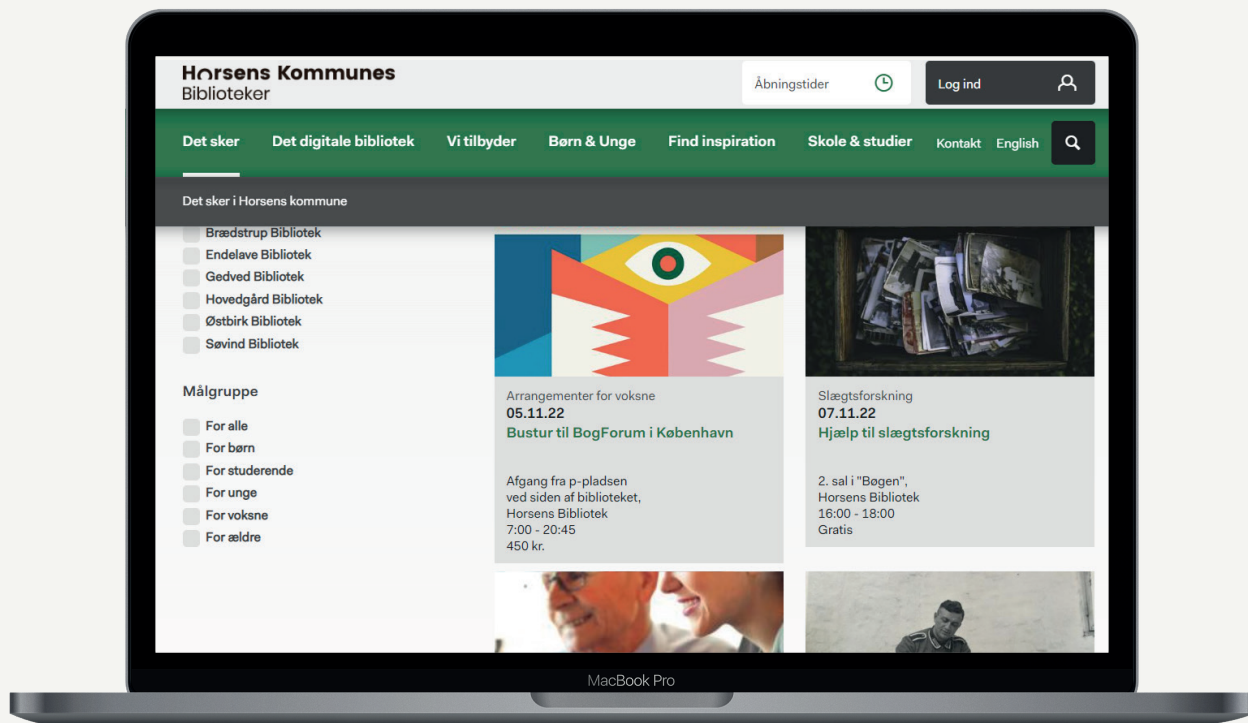 Horsens Kommunes
Biblioteker
Åbningstider
Log ind
Det sker
Det digitale bibliotek
Vi tilbyder
Børn & Unge
Find inspiration
Skole & studier
Kontakt
English
Det sker i Horsens kommune
Brædstrup Bibliotek
Endelave Bibliotek
Gedved Bibliotek
Hovedgård Bibliotek
Østbirk Bibliotek
Søvind Bibliotek
Målgruppe
For alle
For børn
For studerende
For unge
For voksne
For ældre
Arrangementer for voksne
05.11.22
Bustur til BogForum i København
Afgang fra p-pladsen
ved siden af biblioteket,
Horsens Bibliotek
7:00 - 20:45
450 kr.
Slægtsforskning
07.11.22
Hjælp til slægtsforskning
2. sal i "Bøgen",
Horsens Bibliotek
16:00 - 18:00
Gratis
MacBook Pro